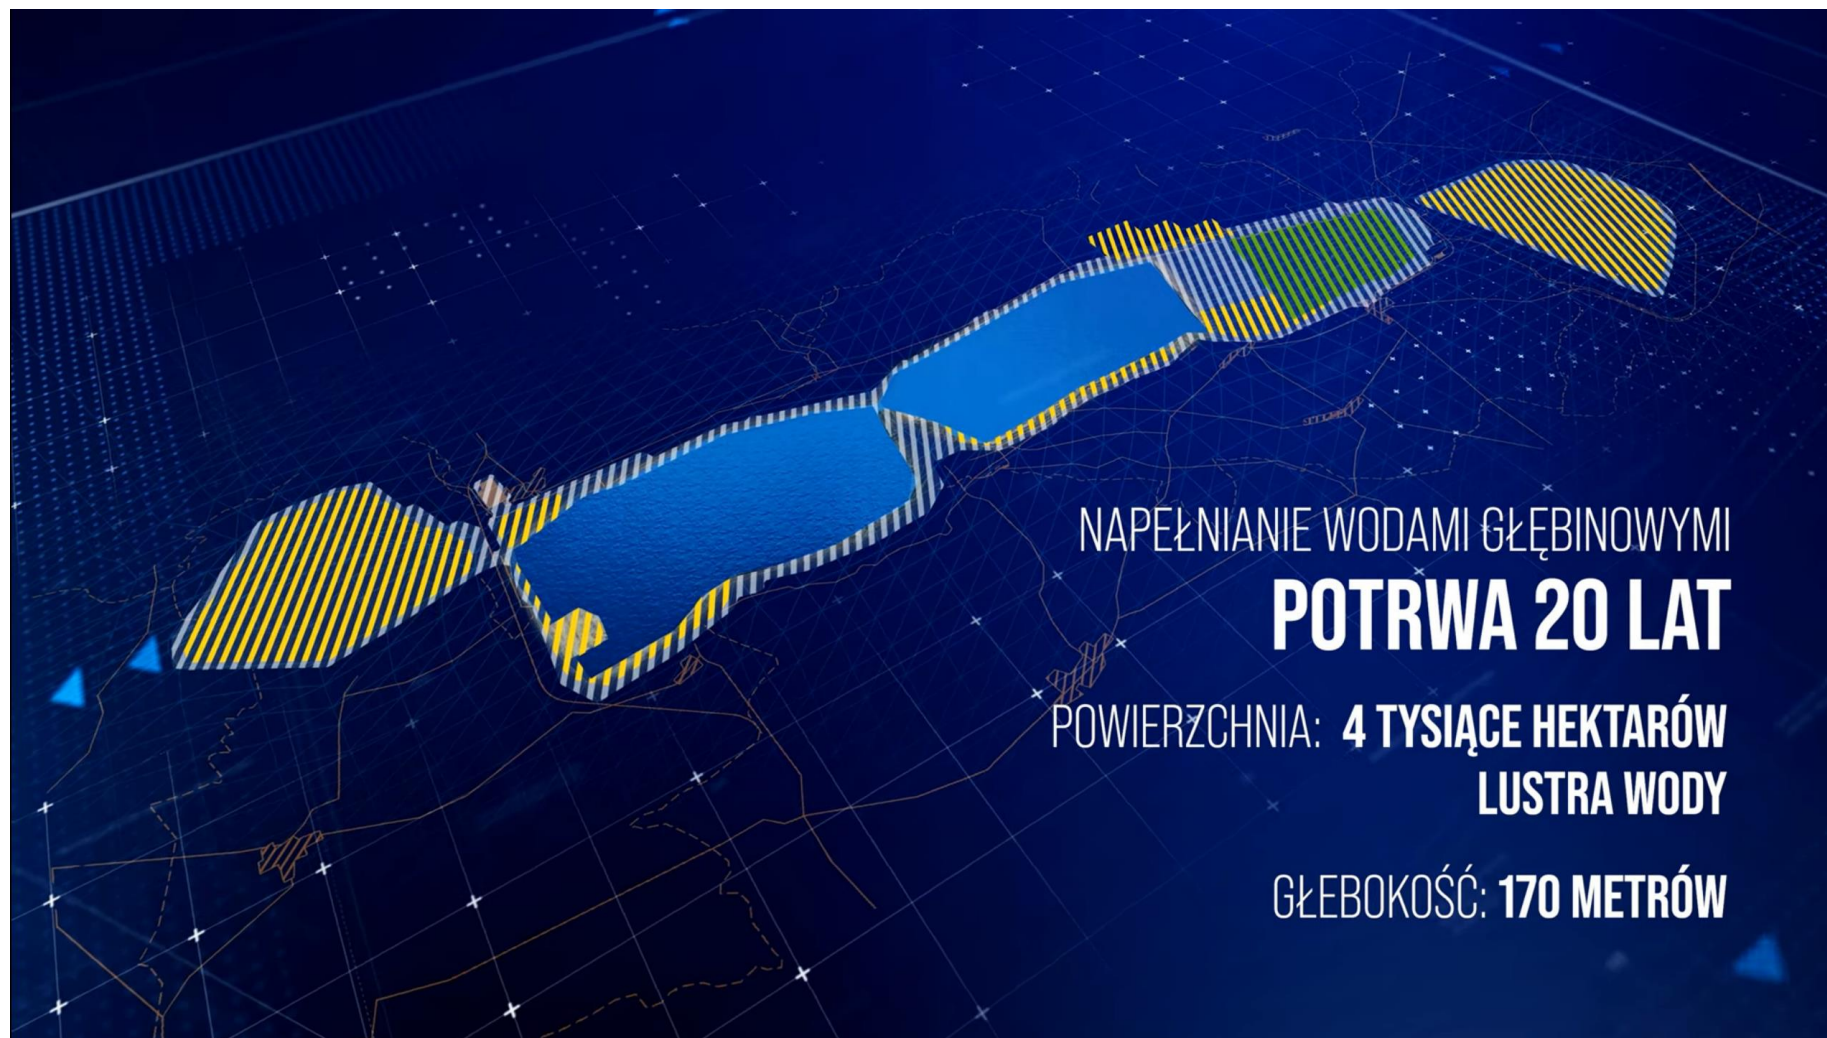 NAPEŁNIANIE WODAMI GŁĘBINOWYMI
POTRWA 20 LAT
POWIERZCHNIA: 4 TYSIĄCE HEKTARÓW
LUSTRA WODY
GŁEBOKOŚĆ: 170 METRÓW